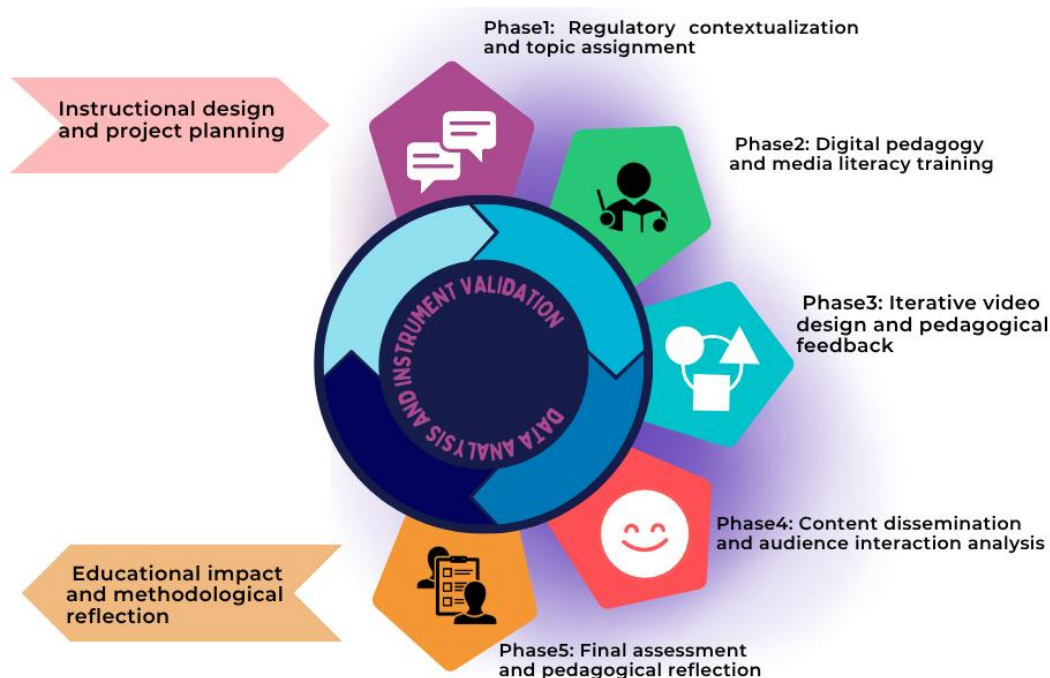 Phase1: Regulatory contextualization
and topic assignment
Instructional design
and project planning
Phase2: Digital pedagogy
and media literacy training
Phase3: Iterative video
design and pedagogical
feedback
DATA ANALYSIS AND INSTRUMENT VALIDATION
Phase4: Content dissemination
and audience interaction analysis
Educational impact
and methodological
reflection
Phase5: Final assessment
and pedagogical reflection